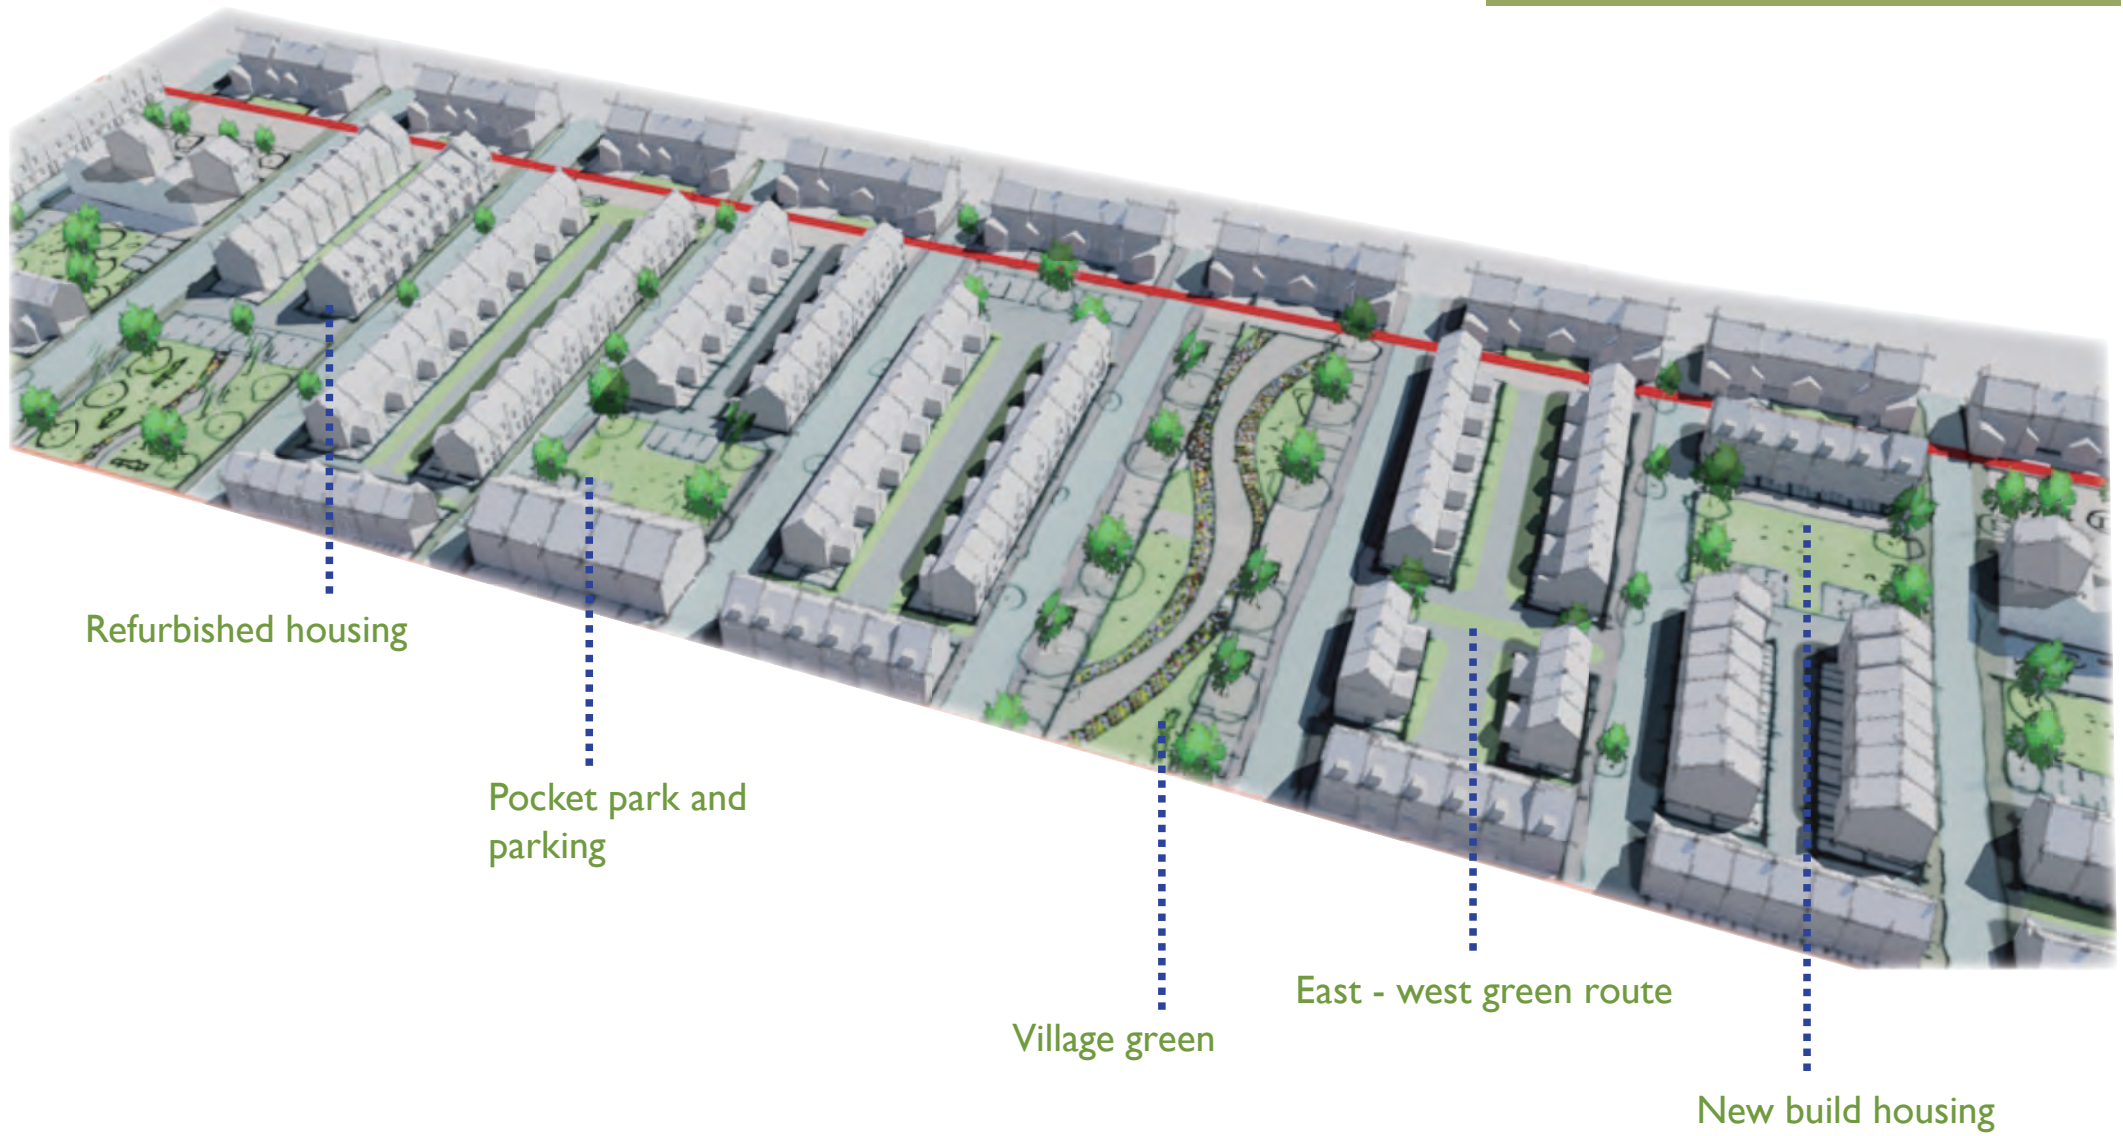 Refurbished housing
Pocket park and
parking
Village green
East - west green route
New build housing